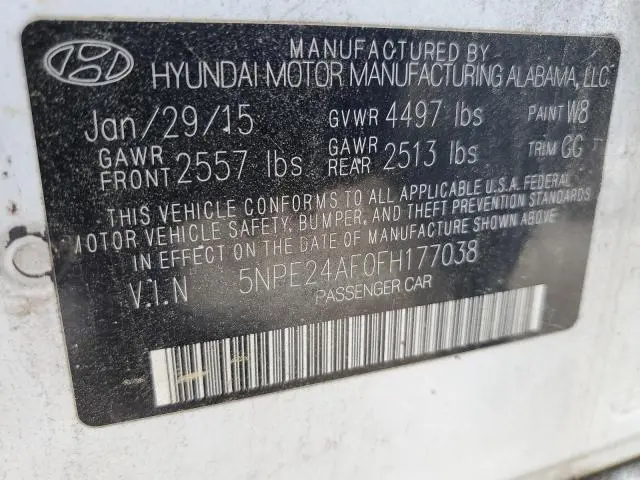 MANUFACTURED BY
HYUNDAI MOTOR MANUFACTURING ALABAMA, LLC
Jan/29/15 GVWR 4497 lbs PAINT W8
GAWR FRONT 2557 lbs GAWR REAR 2513 lbs TRIM GG
THIS VEHICLE CONFORMS TO ALL APPLICABLE U.S.A. FEDERAL
MOTOR VEHICLE SAFETY, BUMPER, AND THEFT PREVENTION STANDARDS
IN EFFECT ON THE DATE OF MANUFACTURE SHOWN ABOVE.
V.I.N 5NPE24AF0FH177038
PASSENGER CAR